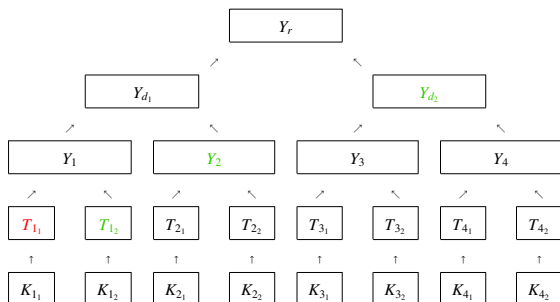 Y_r
Y_{d_1} Y_{d_2}
Y_1 Y_2 Y_3 Y_4
T_{1_1} T_{1_2} T_{2_1} T_{2_2} T_{3_1} T_{3_2} T_{4_1} T_{4_2}
K_{1_1} K_{1_2} K_{2_1} K_{2_2} K_{3_1} K_{3_2} K_{4_1} K_{4_2}